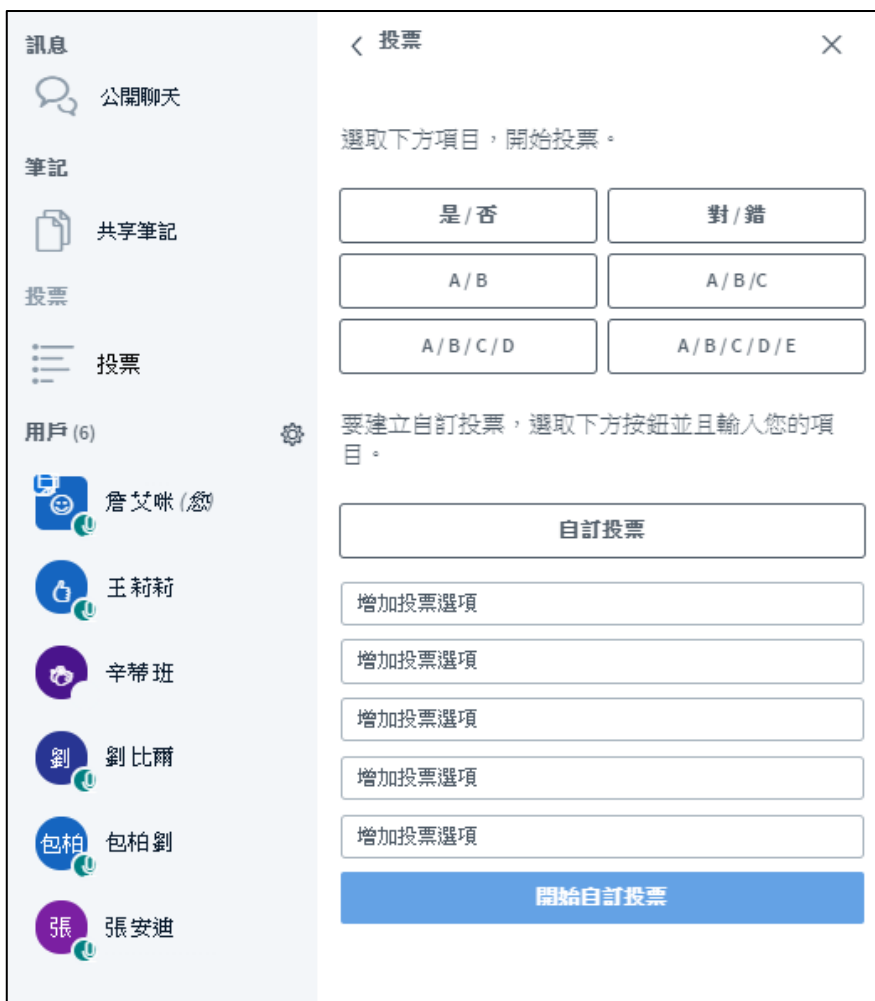 訊息
公開聊天
筆記
共享筆記
投票
投票
用戶 (6)
詹艾咪 (您)
王莉莉
辛蒂班
劉
劉比爾
包柏
包柏劉
張
張安迪
投票
選取下方項目，開始投票。
是 / 否
對 / 錯
A / B
A / B /C
A / B / C / D
A / B / C / D / E
要建立自訂投票，選取下方按鈕並且輸入您的項
目。
自訂投票
增加投票選項
增加投票選項
增加投票選項
增加投票選項
增加投票選項
開始自訂投票